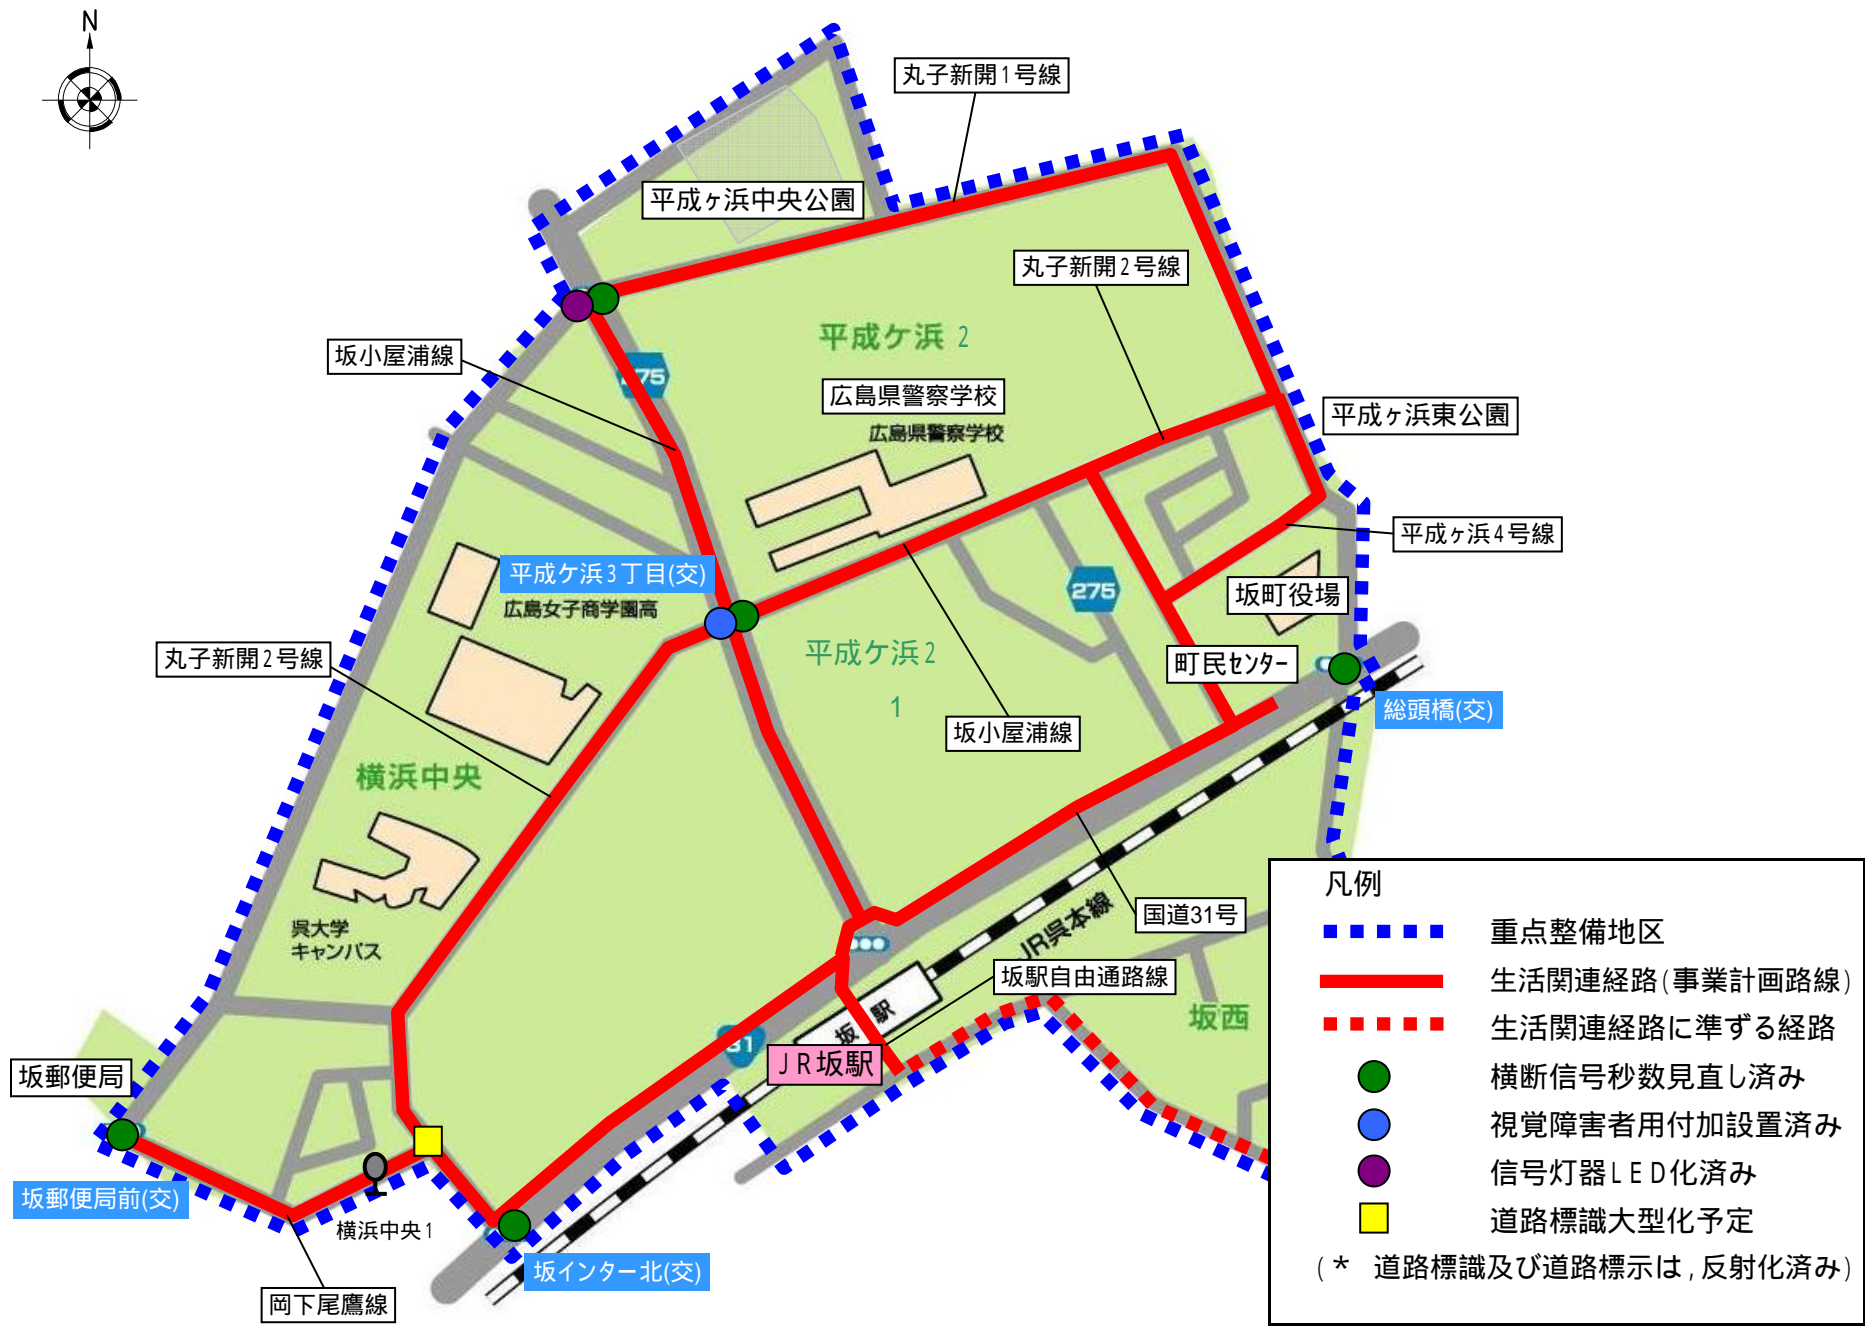 N
丸子新開1号線
平成ヶ浜中央公園
丸子新開2号線
平成ケ浜 2
坂小屋浦線
275
広島県警察学校
広島県警察学校
平成ヶ浜東公園
平成ヶ浜4号線
平成ケ浜3丁目(交)
広島女子商学園高
275
坂町役場
丸子新開2号線
平成ケ浜2
1
町民センター
総頭橋(交)
坂小屋浦線
横浜中央
国道31号
JR呉本線
呉大学
キャンパス
坂駅自由通路線
坂西
坂駅
31
JR坂駅
坂郵便局
坂郵便局前(交)
横浜中央1
坂インター北(交)
岡下尾鷹線
凡例
重点整備地区
生活関連経路(事業計画路線)
生活関連経路に準ずる経路
横断信号秒数見直し済み
視覚障害者用付加設置済み
信号灯器LED化済み
道路標識大型化予定
(* 道路標識及び道路標示は,反射化済み)